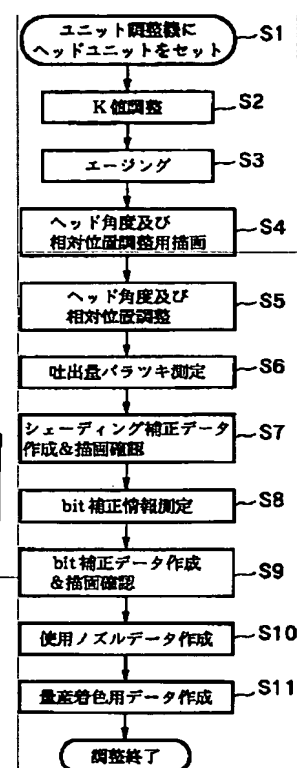 ユニット調整機に
ヘッドユニットをセット
S1
K値調整
S2
エージング
S3
ヘッド角度及び
相対位置調整用描画
S4
ヘッド角度及び
相対位置調整
S5
吐出量バラツキ測定
S6
シェーディング補正データ
作成&描画確認
S7
bit補正情報測定
S8
bit補正データ作成
&描画確認
S9
使用ノズルデータ作成
S10
量産着色用データ作成
S11
調整終了